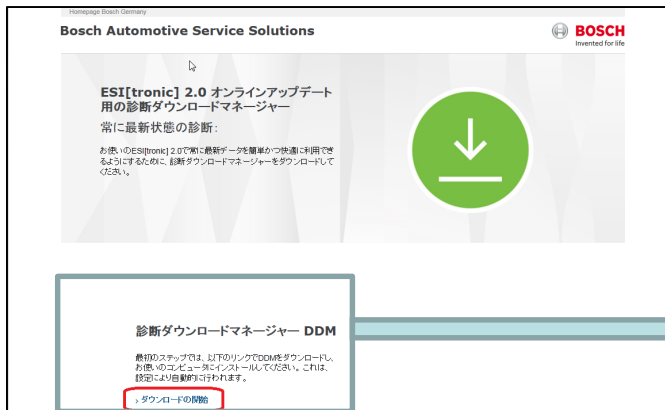 Homepage Bosch Germany
Bosch Automotive Service Solutions
BOSCH
Invented for life
ESI[tronic] 2.0 オンラインアップデート
用の診断ダウンロードマネージャー
常に最新状態の診断:
お使いのESI[tronic] 2.0で常に最新データを簡単かつ快適に利用でき
るようにするために、診断ダウンロードマネージャーをダウンロードして
ください。
診断ダウンロードマネージャー DDM
最初のステップでは、以下のリンクでDDMをダウンロードし、
お使いのコンピュータにインストールしてください。これは、
設定により自動的に行われます。
› ダウンロードの開始